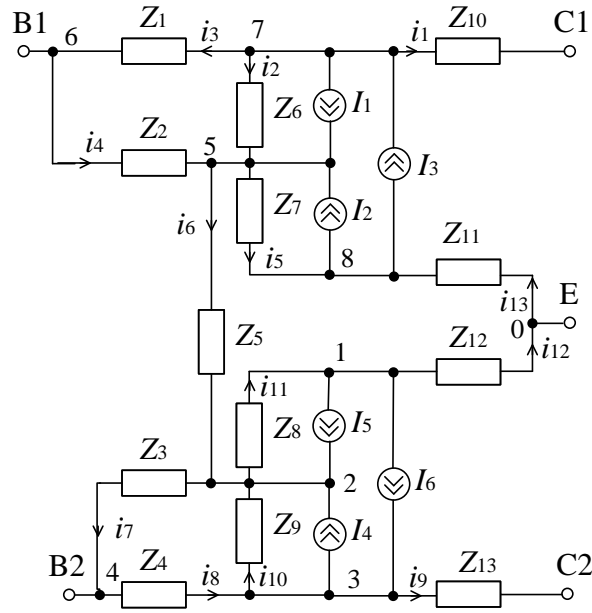 B1 6 Z1 i3 7 i1 Z10 C1
i2
Z6 I1
i4 Z2 5 I3
Z7 I2
i6 i5 8 Z11
i13 E
Z5 1 Z12 0 i12
i11
Z8 I5
Z3 2 I6
i7 Z9 I4
B2 4 Z4 i8 i10 3 i9 Z13 C2